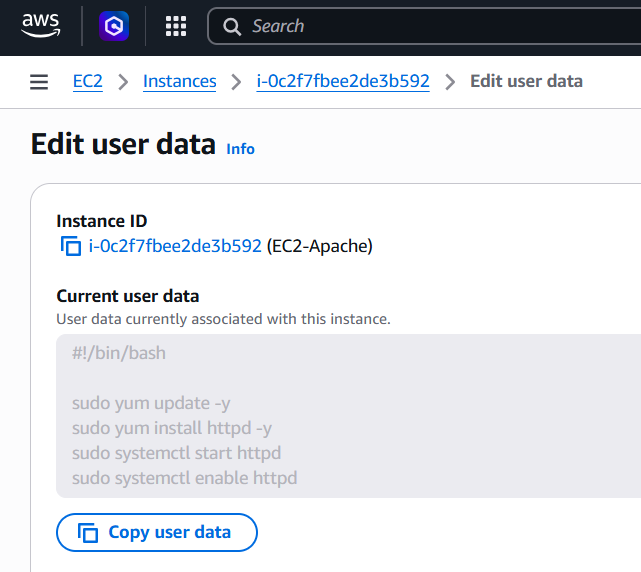 aws
Search
EC2 > Instances > i-0c2f7fbee2de3b592 > Edit user data
Edit user data Info
Instance ID
i-0c2f7fbee2de3b592 (EC2-Apache)
Current user data
User data currently associated with this instance.
#!/bin/bash
sudo yum update -y
sudo yum install httpd -y
sudo systemctl start httpd
sudo systemctl enable httpd
Copy user data